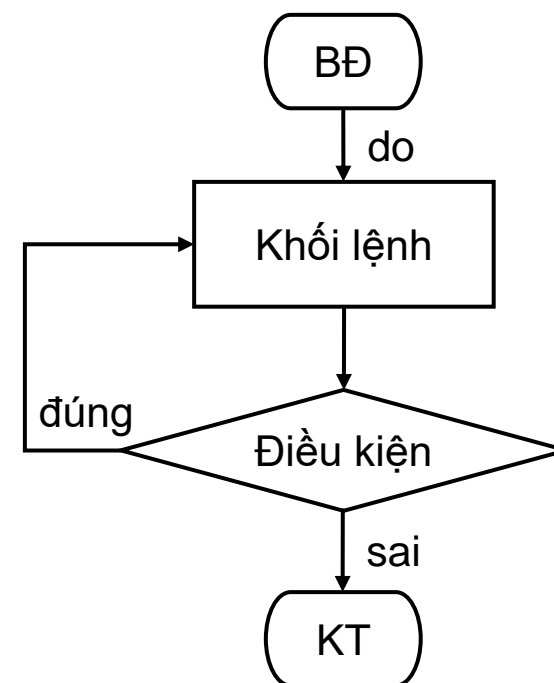 BĐ
do
Khối lệnh
đúng
Điều kiện
sai
KT